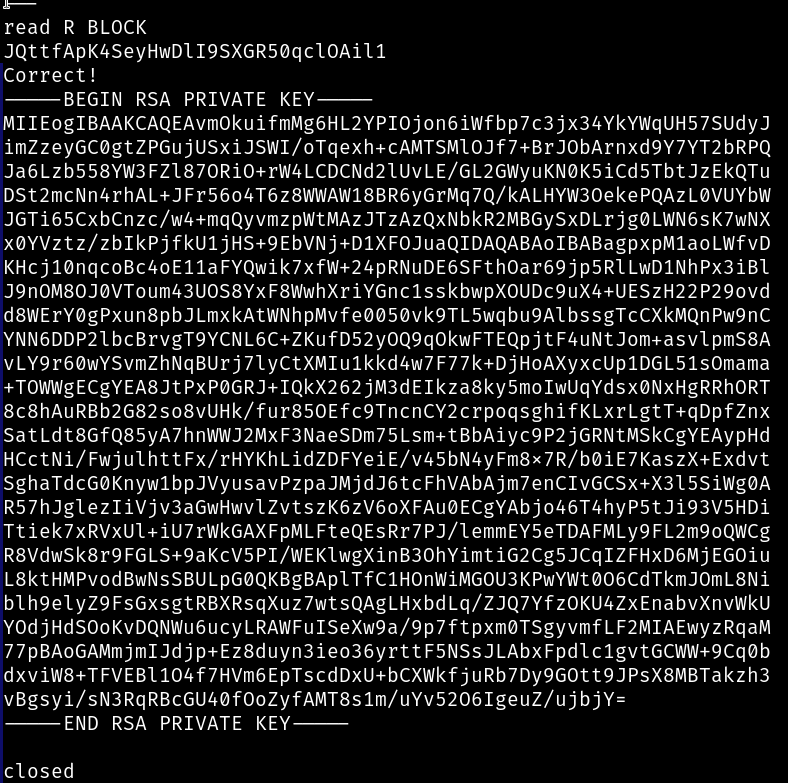 read R BLOCK
JQttfApK4SeyHwDlI9SXGR50qclOAil1
Correct!
-----BEGIN RSA PRIVATE KEY-----
MIIEogIBAAKCAQEAvmOkuifmMg6HL2YPIOjon6iWfbp7c3jx34YkYWqUH57SUdyJ
imZzeyGC0gtZPGujUSxiJSWI/oTqexh+cAMTSMlOJf7+BrJObArnxd9Y7YT2bRPQ
Ja6Lzb558YW3FZl87ORiO+rW4LCDCNd2lUvLE/GL2GWyuKN0K5iCd5TbtJzEkQTu
DSt2mcNn4rhAL+JFr56o4T6z8WWAW18BR6yGrMq7Q/kALHYW3OekePQAzL0VUYbW
JGTi65CxbCnzc/w4+mqQyvmzpWtMAzJTzAzQxNbkR2MBGySxDLrjg0LWN6sK7wNX
x0YVztz/zbIkPjfkU1jHS+9EbVNj+D1XFOJuaQIDAQABAoIBABagpxpM1aoLWfvD
KHcj10nqcoBc4oE11aFYQwik7xfW+24pRNuDE6SFthOar69jp5RlLwD1NhPx3iBl
J9nOM8OJ0VToum43UOS8YxF8WwhXriYGnc1sskbwpXOUDc9uX4+UESzH22P29ovd
d8WErY0gPxun8pbJLmxkAtWNhpMvfe0050vk9TL5wqbu9AlbssgTcCXkMQnPw9nC
YNN6DDP2lbcBrvgT9YCNL6C+ZKufD52yOQ9qOkwFTEQpjtF4uNtJom+asvlpmS8A
vLY9r60wYSvmZhNqBUrj7lyCtXMIu1kkd4w7F77k+DjHoAXyxcUp1DGL51sOmama
+TOWWgECgYEA8JtPxP0GRJ+IQkX262jM3dEIkza8ky5moIwUqYdsx0NxHgRRhORT
8c8hAuRBb2G82so8vUHk/fur85OEfc9TncnCY2crpoqsghifKLxrLgtT+qDpfZnx
SatLdt8GfQ85yA7hnWWJ2MxF3NaeSDm75Lsm+tBbAiyc9P2jGRNtMSkCgYEAypHd
HCctNi/FwjulhttFx/rHYKhLidZDFYeiE/v45bN4yFm8x7R/b0iE7KaszX+Exdvt
SghaTdcG0Knyw1bpJVyusavPzpaJMjdJ6tcFhVAbAjm7enCIvGCSx+X3l5SiWg0A
R57hJglezIiVjv3aGwHwvlZvtszK6zV6oXFAu0ECgYAbjo46T4hyP5tJi93V5HDi
Ttiek7xRVxUl+iU7rWkGAXFpMLFteQEsRr7PJ/lemmEY5eTDAFMLy9FL2m9oQWCg
R8VdwSk8r9FGLS+9aKcV5PI/WEKlwgXinB3OhYimtiG2Cg5JCqIZFHxD6MjEGOiu
L8ktHMPvodBwNsSBULpG0QKBgBAplTfC1HOnWiMGOU3KPwYWt0O6CdTkmJOmL8Ni
blh9elyZ9FsGxsgtRBXRsqXuz7wtsQAgLHxbdLq/ZJQ7YfzOKU4ZxEnabvXnvWkU
YOdjHdSOoKvDQNWu6ucyLRAWFuISeXw9a/9p7ftpxm0TSgyvmfLF2MIAEwyzRqaM
77pBAoGAMmjmIJdjp+Ez8duyn3ieo36yrttF5NSsJLAbxFpdlc1gvtGCWW+9Cq0b
dxviW8+TFVEBl1O4f7HVm6EpTscdDxU+bCXWkfjuRb7Dy9GOtt9JPsX8MBTakzh3
vBgsyi/sN3RqRBcGU40fOoZyfAMT8s1m/uYv52O6IgeuZ/ujbjY=
-----END RSA PRIVATE KEY-----
closed